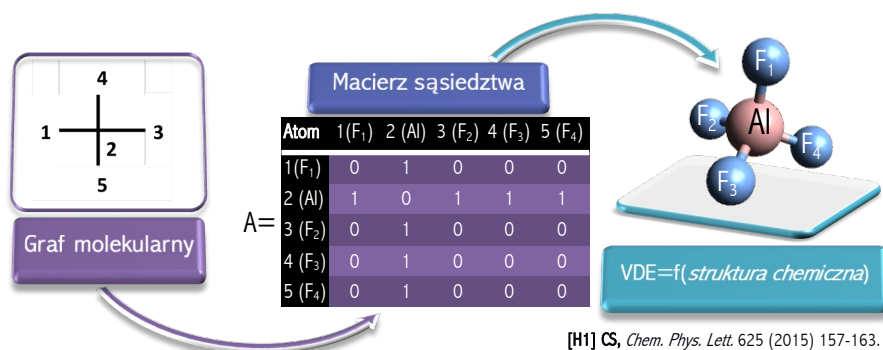 4
1
3
2
5
Graf molekularny
Macierz sąsiedztwa
A=
Atom 1(F₁) 2 (Al) 3 (F₂) 4 (F₃) 5 (F₄)
1(F₁) 0 1 0 0 0
2 (Al) 1 0 1 1 1
3 (F₂) 0 1 0 0 0
4 (F₃) 0 1 0 0 0
5 (F₄) 0 1 0 0 0
F₁
Al
F₂
F₄
F₃
VDE=f(struktura chemiczna)
[H1] CS, Chem. Phys. Lett. 625 (2015) 157-163.